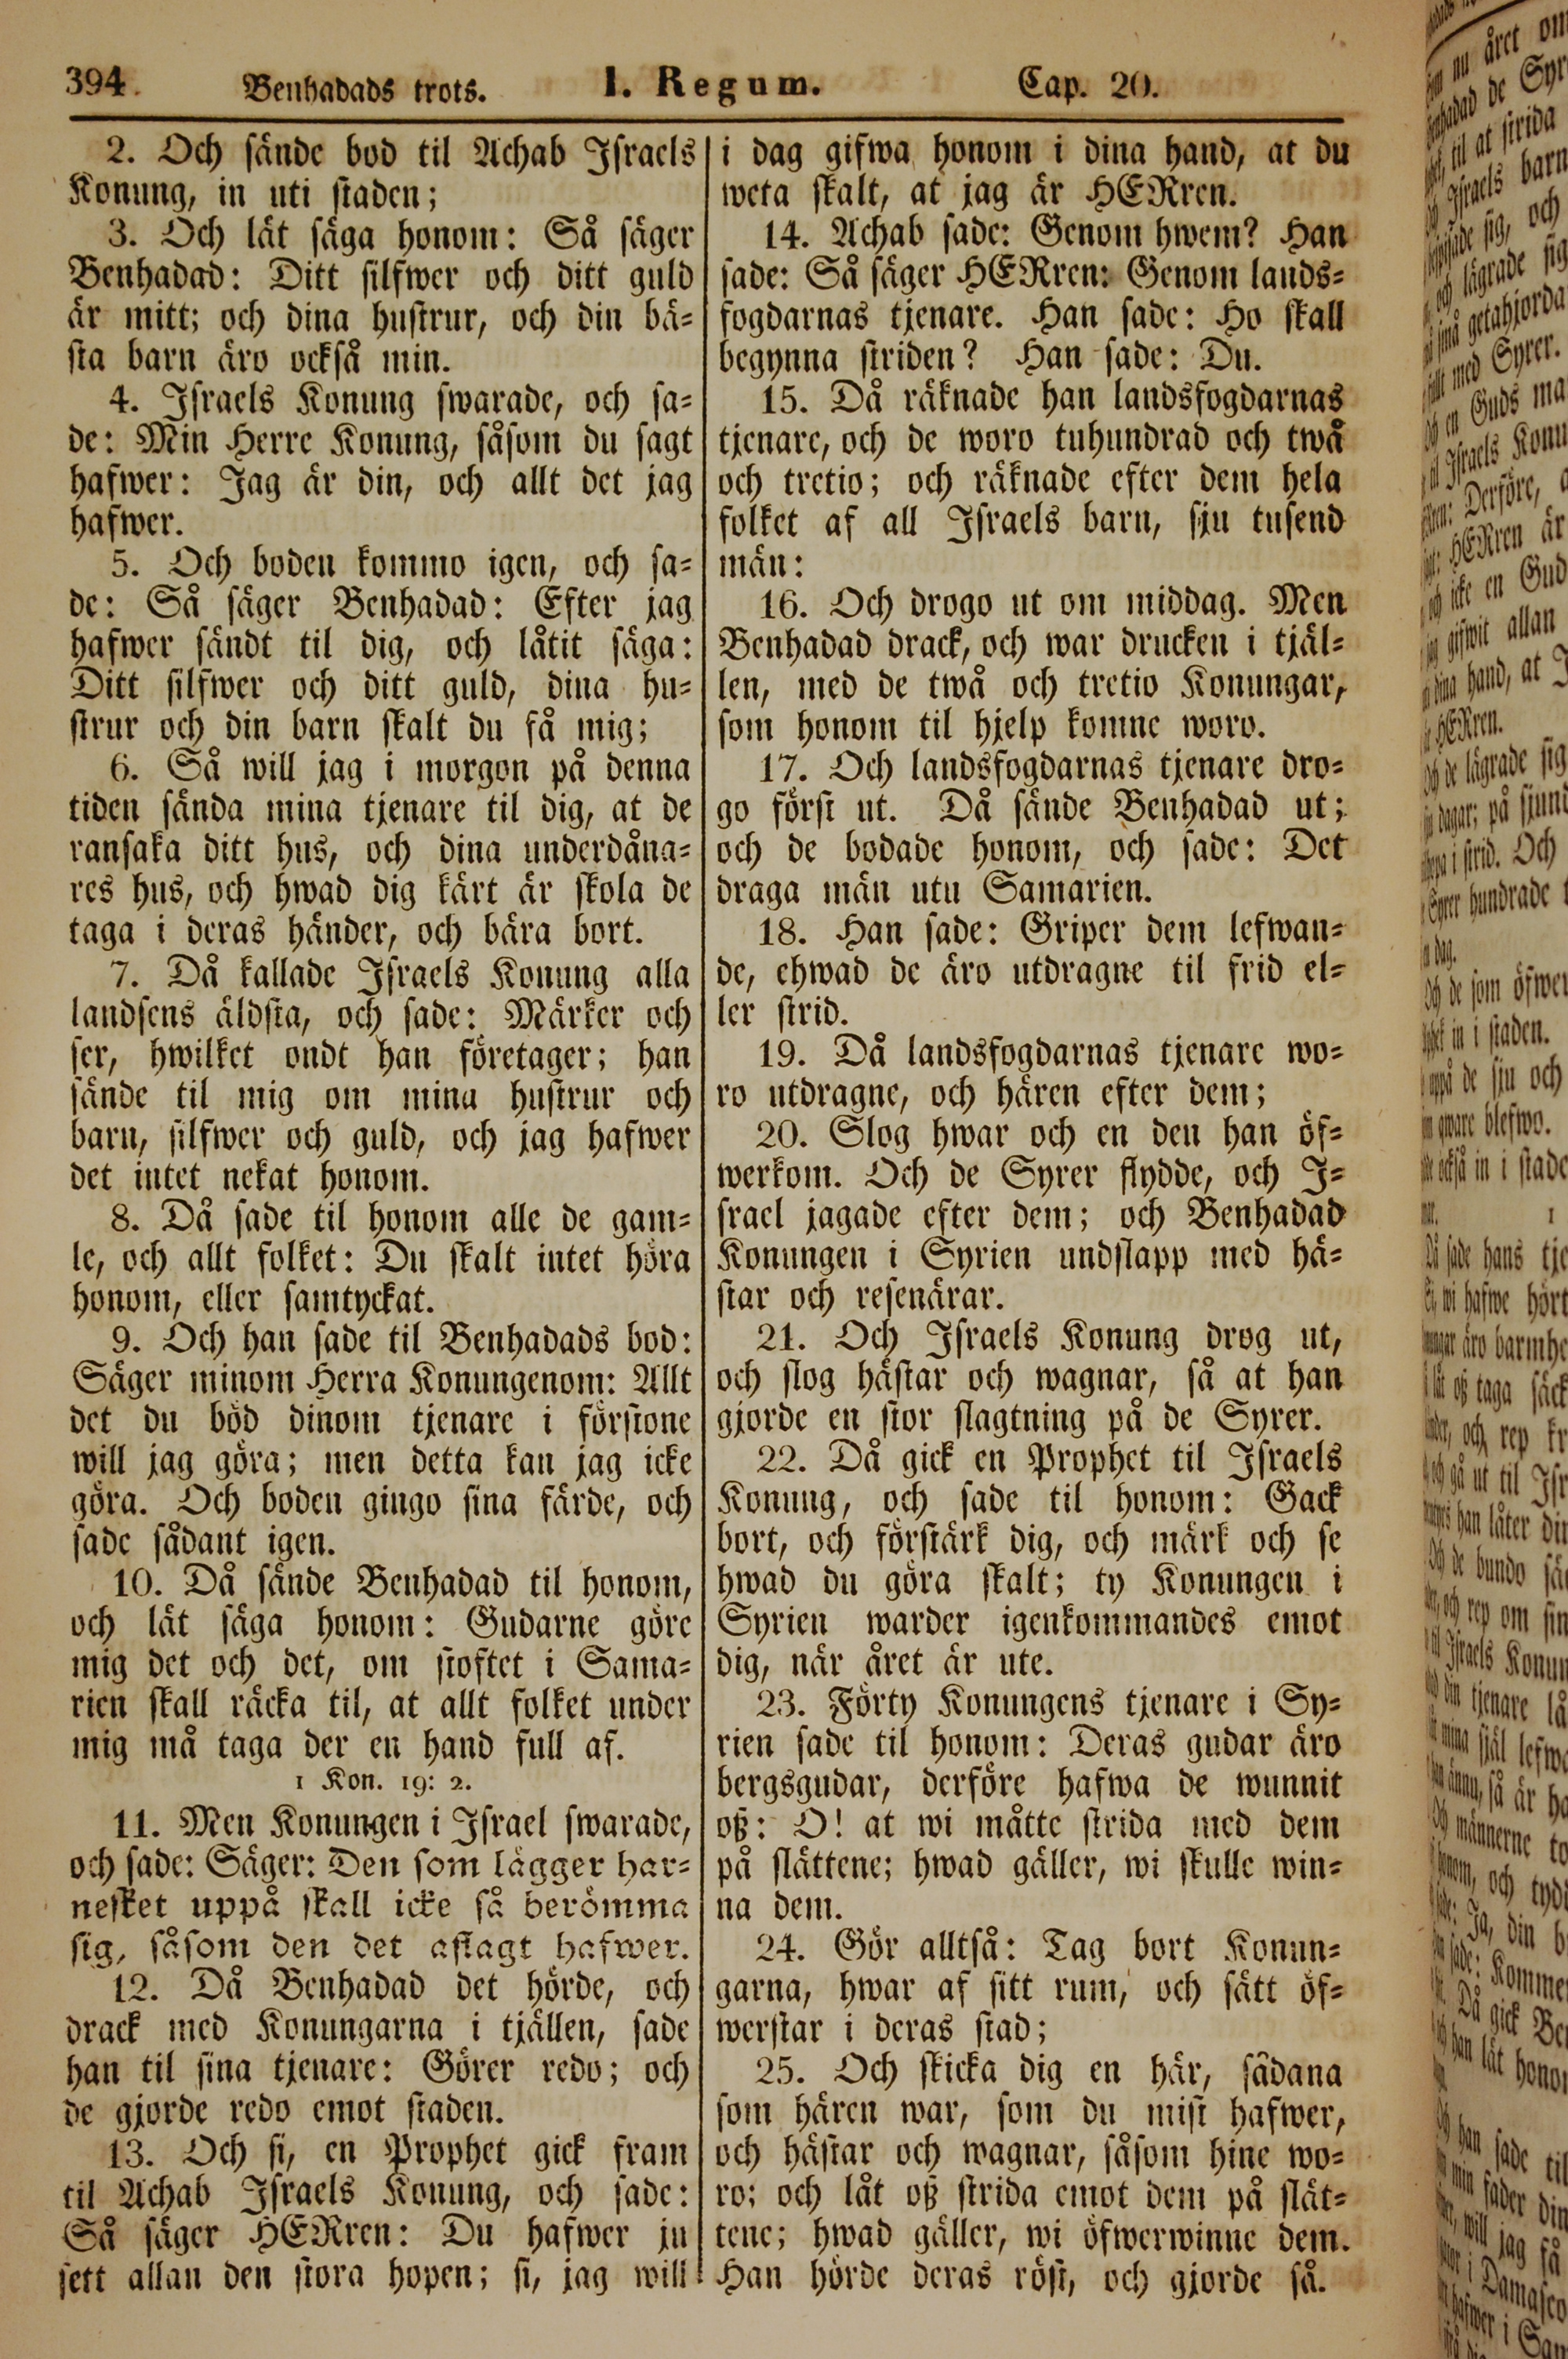 394. Benhadads trots. I. Regum. Cap. 20.
2. Och sände bod til Achab Israels
Konung, in uti staden;
3. Och lät säga honom: Så säger
Benhadad: Ditt silfwer och ditt guld
är mitt; och dina hustrur, och din bä=
sta barn äro också min.
4. Israels Konung swarade, och sa=
de: Min Herre Konung, såsom du sagt
hafwer: Jag är din, och allt det jag
hafwer.
5. Och boden kommo igen, och sa=
de: Så säger Benhadad: Efter jag
hafwer sändt til dig, och låtit säga:
Ditt silfwer och ditt guld, dina hu=
strur och din barn skalt du få mig;
6. Så will jag i morgon på denna
tiden sända mina tjenare til dig, at de
ransaka ditt hus, och dina underdåna=
res hus, och hwad dig kärt är skola de
taga i deras händer, och bära bort.
7. Då kallade Israels Konung alla
landsens äldsta, och sade: Märker och
ser, hwilket ondt han företager; han
sände til mig om mina hustrur och
barn, silfwer och guld, och jag hafwer
det intet nekat honom.
8. Då sade til honom alle de gam=
le, och allt folket: Du skalt intet höra
honom, eller samtyckat.
9. Och han sade til Benhadads bod:
Säger minom Herra Konungenom: Allt
det du böd dinom tjenare i förstone
will jag göra; men detta kan jag icke
göra. Och boden gingo sina färde, och
sade sådant igen.
10. Då sände Benhadad til honom,
och lät säga honom: Gudarne göre
mig det och det, om stoftet i Sama=
rien skall räcka til, at allt folket under
mig må taga der en hand full af.
1 Kon. 19: 2.
11. Men Konungen i Israel swarade,
och sade: Säger: Den som lägger har=
nesket uppå skall icke så berömma
sig, såsom den det aflagt hafwer.
12. Då Benhadad det hörde, och
drack med Konungarna i tjällen, sade
han til sina tjenare: Görer redo; och
de gjorde redo emot staden.
13. Och si, en Prophet gick fram
til Achab Israels Konung, och sade:
Så säger HERren: Du hafwer ju
sett allan den stora hopen; si, jag will
i dag gifwa honom i dina hand, at du
weta skalt, at jag är HERren.
14. Achab sade: Genom hwem? Han
sade: Så säger HERren: Genom lands=
fogdarnas tjenare. Han sade: Ho skall
begynna striden? Han sade: Du.
15. Då räknade han landsfogdarnas
tjenare, och de woro tuhundrad och twå
och tretio; och räknade efter dem hela
folket af all Israels barn, sju tusend
män:
16. Och drogo ut om middag. Men
Benhadad drack, och war drucken i tjäl=
len, med de twå och tretio Konungar,
som honom til hjelp komne woro.
17. Och landsfogdarnas tjenare dro=
go först ut. Då sände Benhadad ut;
och de bodade honom, och sade: Det
draga män utu Samarien.
18. Han sade: Griper dem lefwan=
de, ehwad de äro utdragne til frid el=
ler strid.
19. Då landsfogdarnas tjenare wo=
ro utdragne, och hären efter dem;
20. Slog hwar och en den han öf=
werkom. Och de Syrer flydde, och I=
srael jagade efter dem; och Benhadad
Konungen i Syrien undslapp med hä=
star och resenärar.
21. Och Israels Konung drog ut,
och slog hästar och wagnar, så at han
gjorde en stor slagtning på de Syrer.
22. Då gick en Prophet til Israels
Konung, och sade til honom: Gack
bort, och förstärk dig, och märk och se
hwad du göra skalt; ty Konungen i
Syrien warder igenkommandes emot
dig, när året är ute.
23. Förty Konungens tjenare i Sy=
rien sade til honom: Deras gudar äro
bergsgudar, derföre hafwa de wunnit
oß: O! at wi måtte strida med dem
på slättene; hwad gäller, wi skulle win=
na dem.
24. Gör alltså: Tag bort Konun=
garna, hwar af sitt rum, och sätt öf=
werstar i deras stad;
25. Och skicka dig en här, sådana
som hären war, som du mist hafwer,
och hästar och wagnar, såsom hine wo=
ro; och låt oß strida emot dem på slät=
tene; hwad gäller, wi öfwerwinne dem.
Han hörde deras röst, och gjorde så.